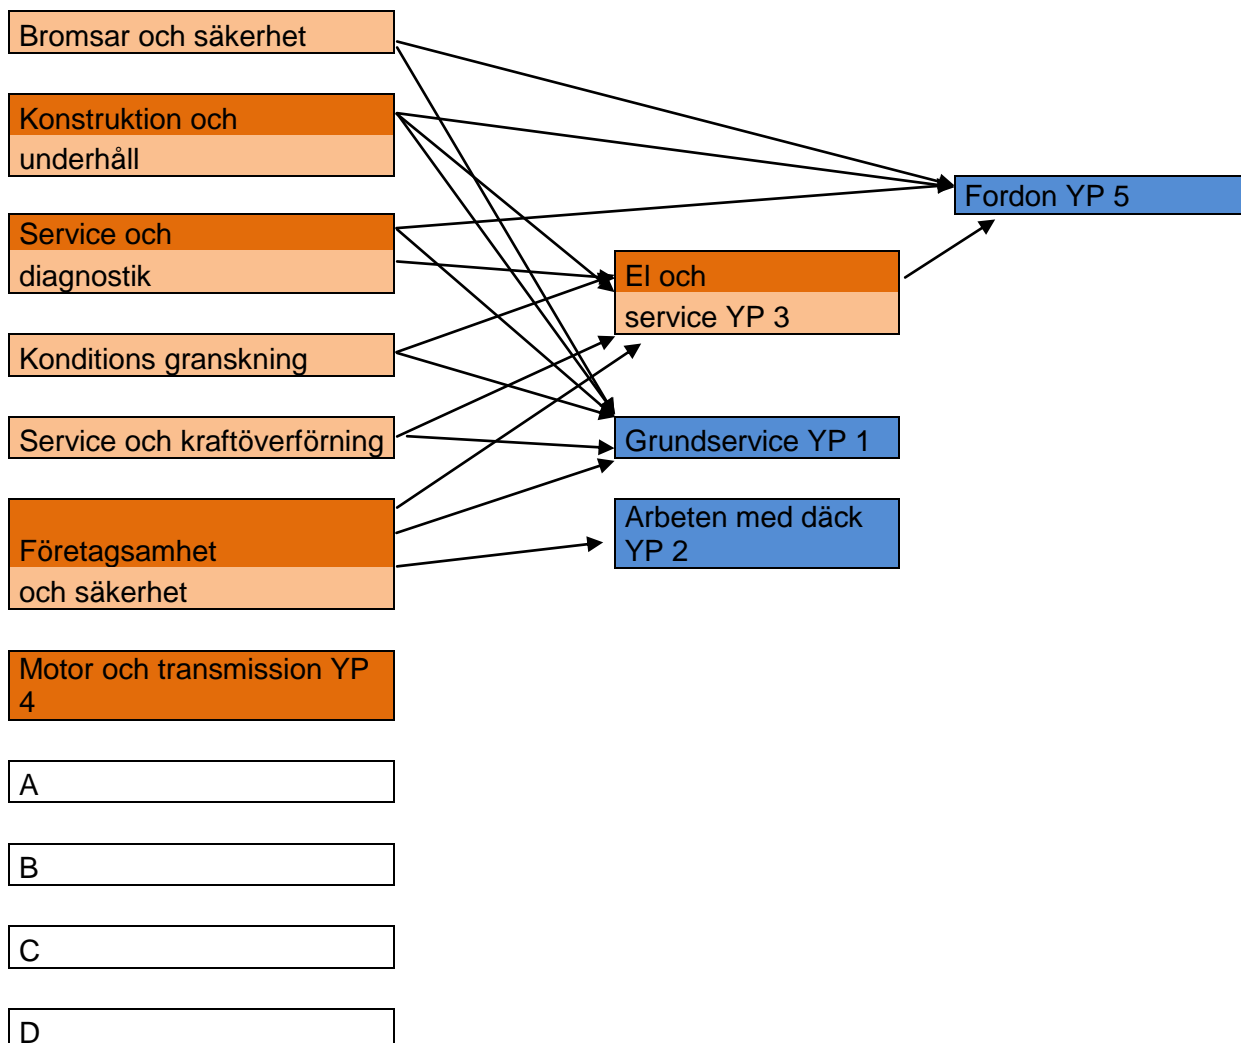 Bromsar och säkerhet
Konstruktion och
underhåll
Service och
diagnostik
Konditions granskning
Service och kraftöverförning
Företagsamhet
och säkerhet
Motor och transmission YP
4
A
B
C
D
El och
service YP 3
Grundservice YP 1
Arbeten med däck
YP 2
Fordon YP 5